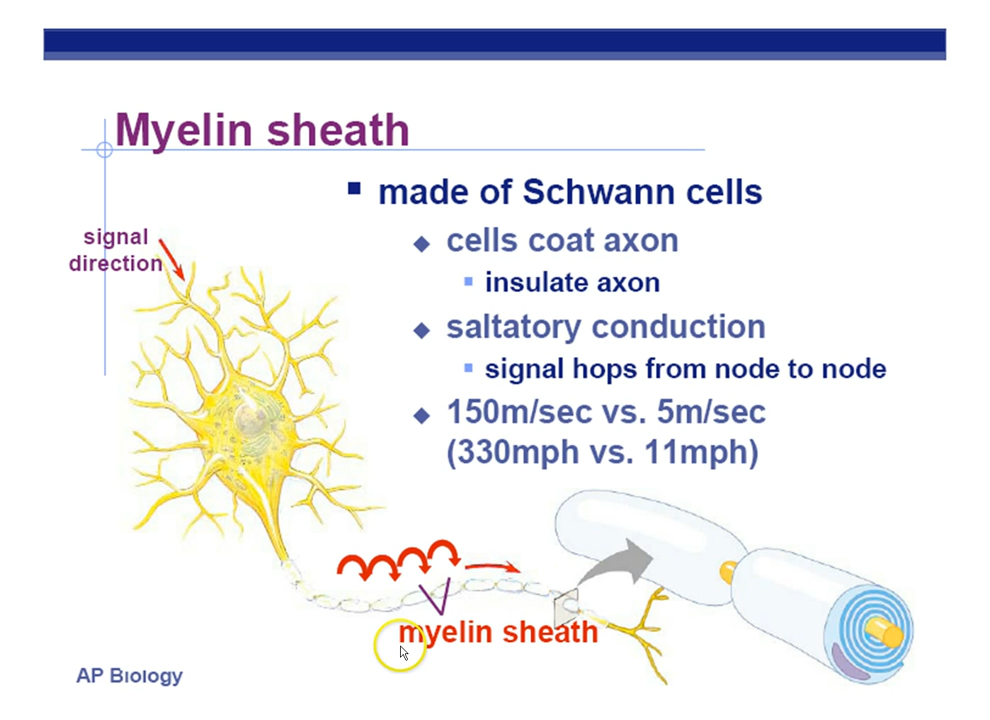 Myelin sheath
made of Schwann cells
signal
direction
cells coat axon
insulate axon
saltatory conduction
signal hops from node to node
150m/sec vs. 5m/sec
(330mph vs. 11mph)
myelin sheath
AP Biology